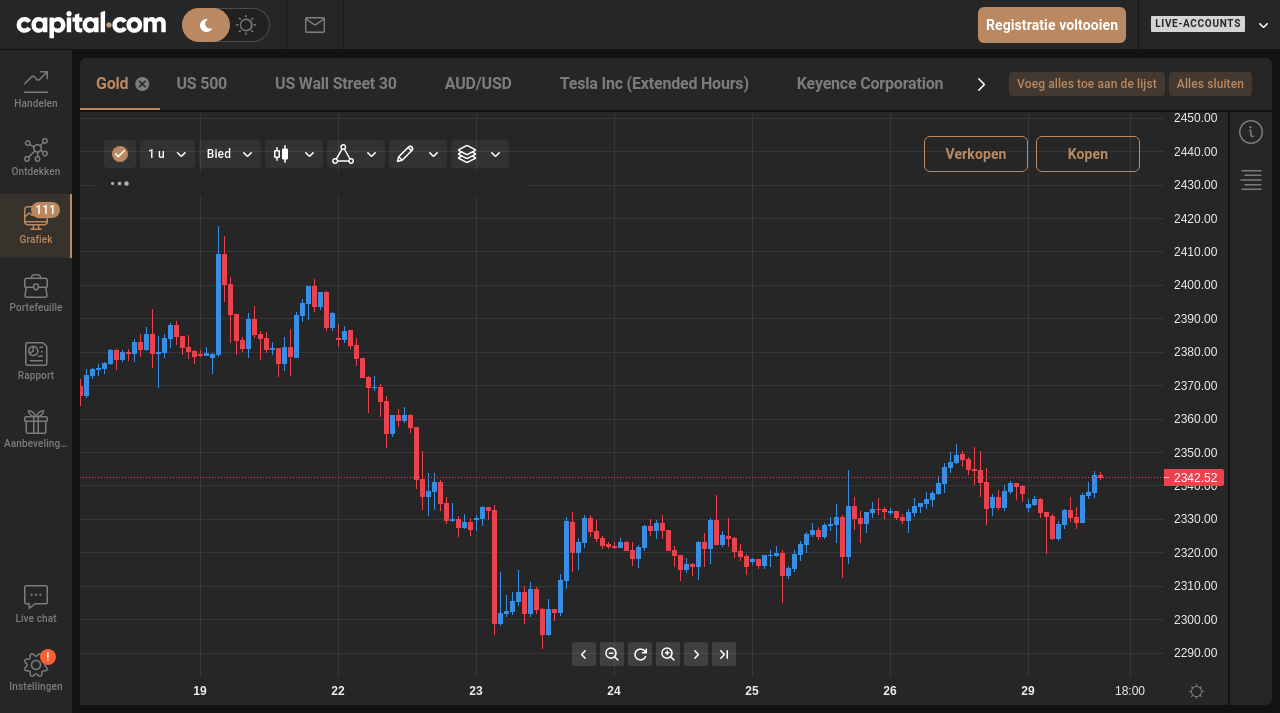 capital.com
Registratie voltooien
LIVE-ACCOUNTS
Handelen
Ontdekken
111
Grafiek
Portefeuille
Rapport
Aanbeveling...
Live chat
!
Instellingen
Gold
US 500
US Wall Street 30
AUD/USD
Tesla Inc (Extended Hours)
Keyence Corporation
Voeg alles toe aan de lijst
Alles sluiten
1 u
Bied
Verkopen
Kopen
2450.00
2440.00
2430.00
2420.00
2410.00
2400.00
2390.00
2380.00
2370.00
2360.00
2350.00
2342.52
2340.00
2330.00
2320.00
2310.00
2300.00
2290.00
19
22
23
24
25
26
29
18:00